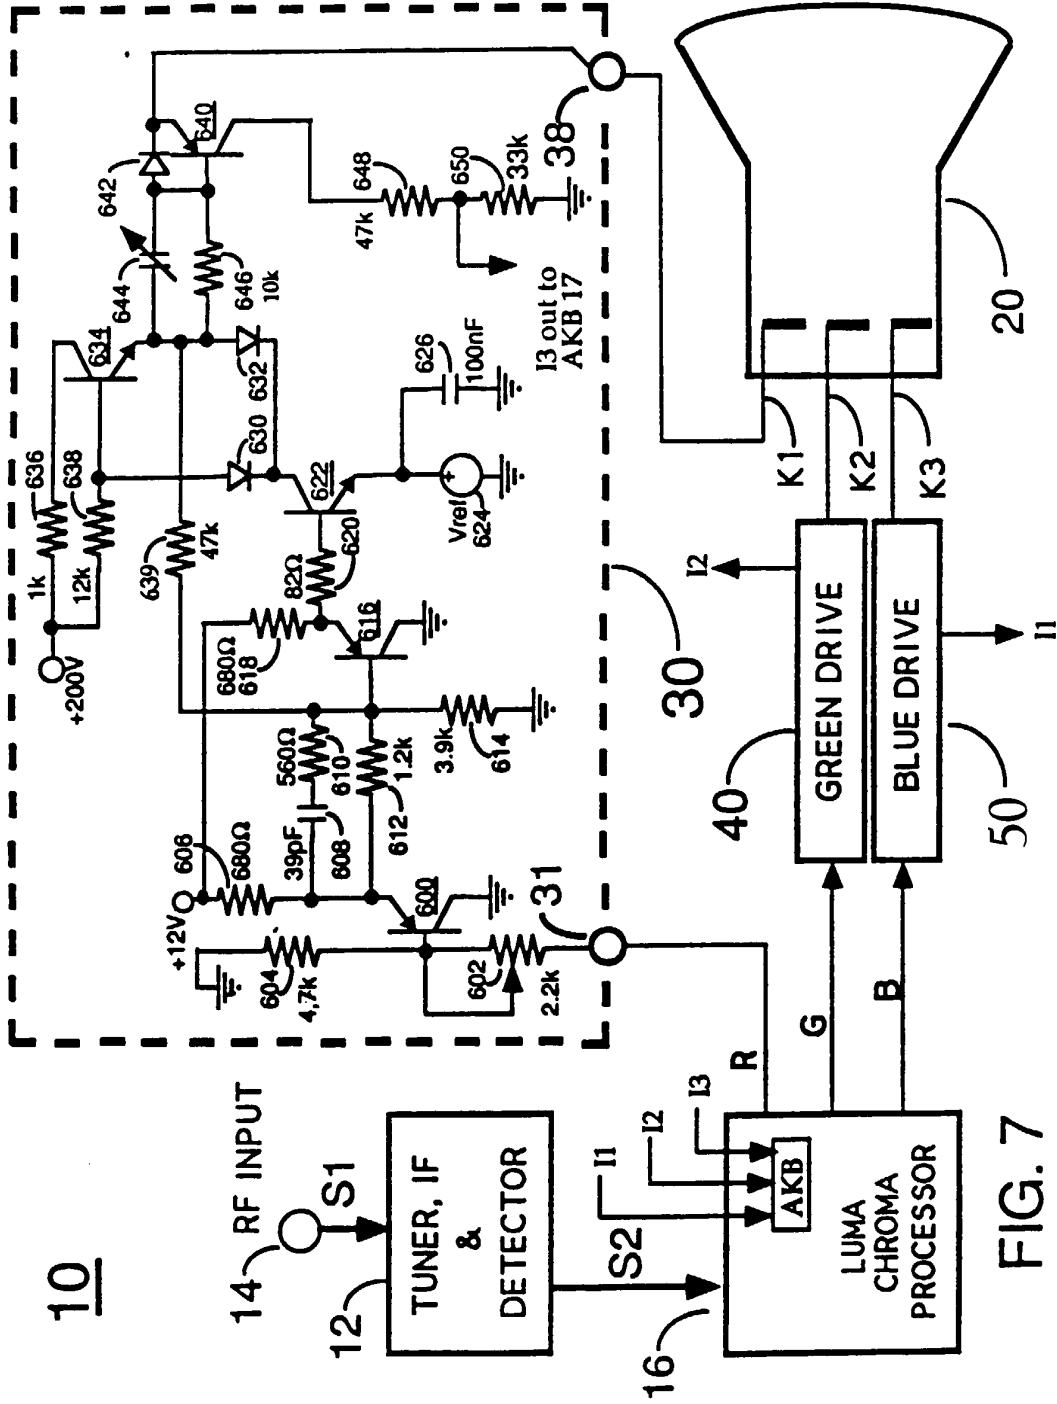 10
14
RF INPUT
S1
12
TUNER, IF
&
DETECTOR
S2
16
I1
I2
I3
AKB
LUMA
CHROMA
PROCESSOR
R
G
B
31
+12V
606
680Ω
604
4,7k
602
2.2k
600
39pF
608
560Ω
610
612
1.2k
3.9k
614
680Ω
618
616
82Ω
620
622
Vref
624
+
626
100nF
+200V
1k
636
12k
638
639
47k
634
630
632
644
642
646
10k
640
648
47k
650
33k
I3 out to
AKB 17
38
30
40
GREEN DRIVE
I2
50
BLUE DRIVE
I1
K1
K2
K3
20
FIG. 7